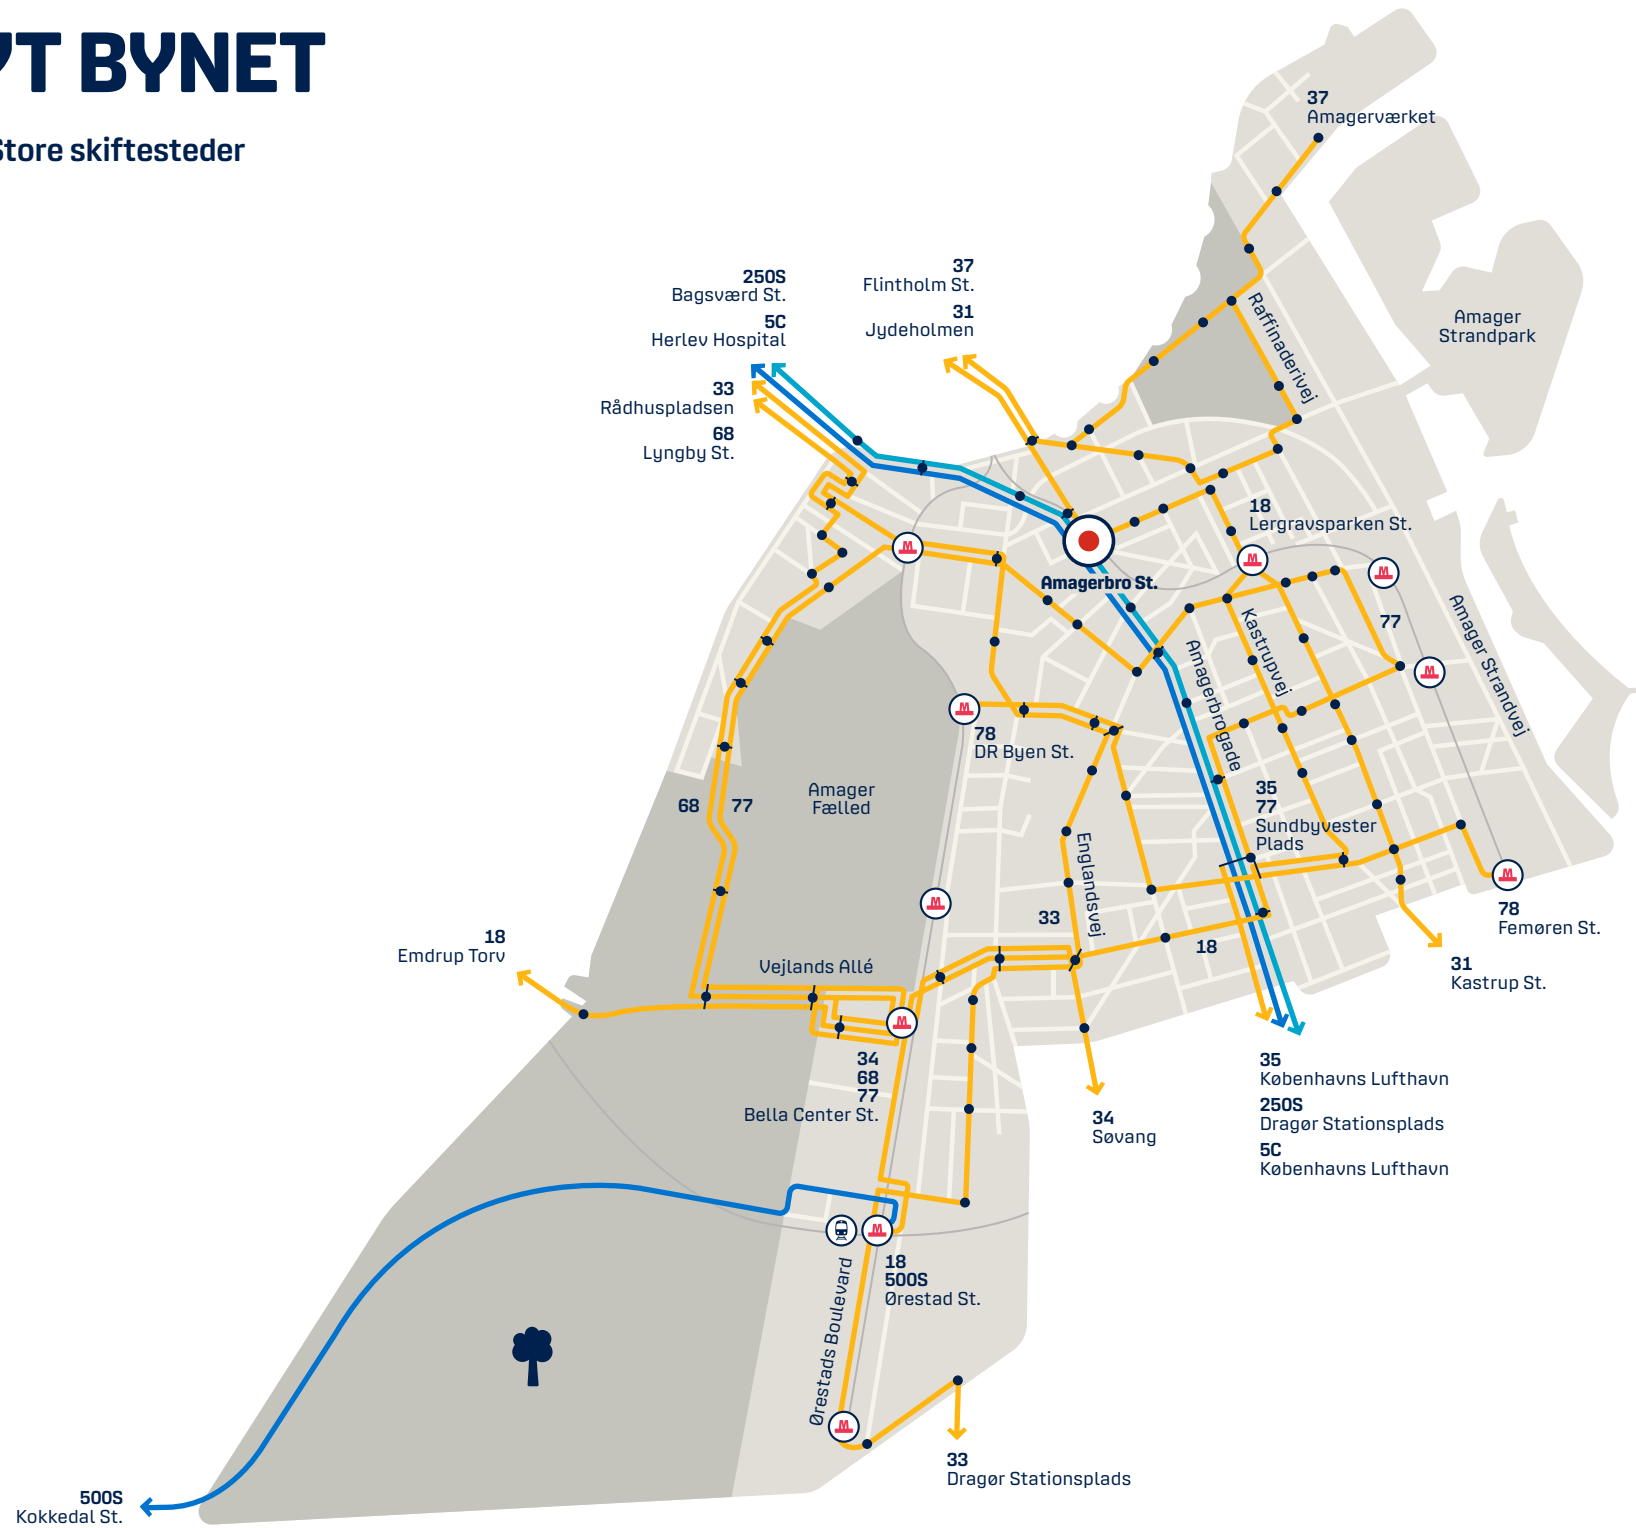 YT BYNET
Store skiftesteder
37
Amagerværket
250S
Bagsværd St.
5C
Herlev Hospital
37
Flintholm St.
31
Jydeholmen
33
Rådhuspladsen
68
Lyngby St.
Raffinaderivej
Amager
Strandpark
18
Lergravsparken St.
Amagerbro St.
Kastrupvej
77
Amager Strandvej
Amagerbrogade
78
DR Byen St.
68
77
Amager
Fælled
35
77
Sundbyvester
Plads
Englandsvej
33
18
78
Femøren St.
18
Emdrup Torv
Vejlands Allé
31
Kastrup St.
34
68
77
Bella Center St.
34
Søvang
35
Københavns Lufthavn
250S
Dragør Stationsplads
5C
Københavns Lufthavn
18
500S
Ørestad St.
Ørestads Boulevard
33
Dragør Stationsplads
500S
Kokkedal St.
M
M
M
M
M
M
M
M
M
M